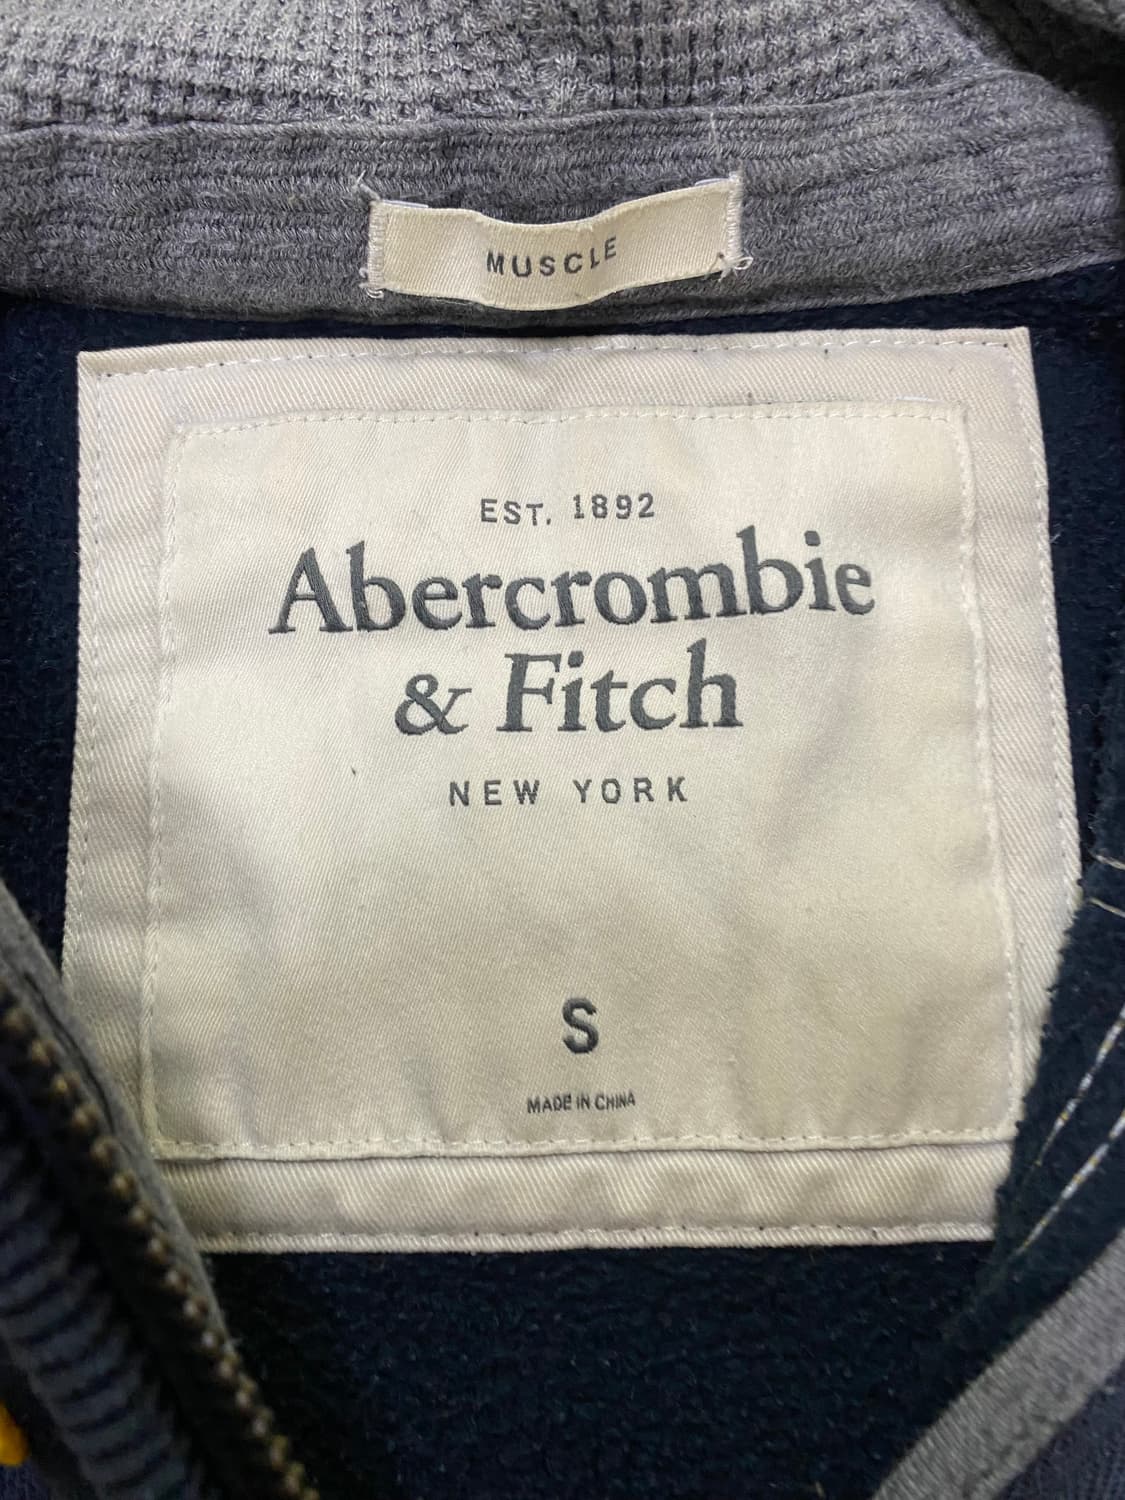 MUSCLE
EST. 1892
Abercrombie
& Fitch
NEW YORK
S
MADE IN CHINA